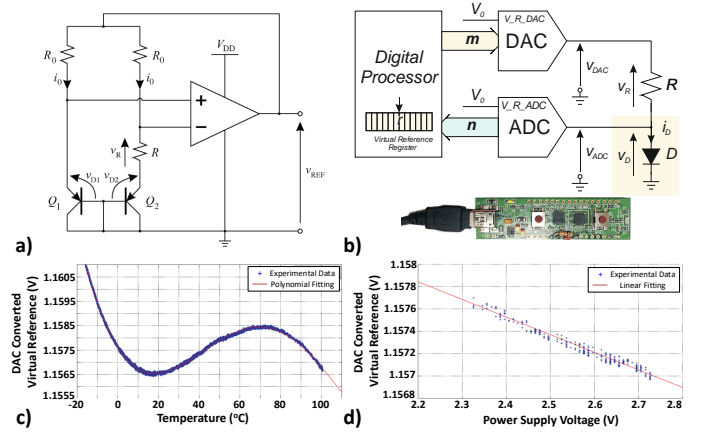 R0
R0
i0
i0
VDD
+
−
vR
R
vD1
vD2
Q1
Q2
vREF
a)
Digital
Processor
r
Virtual Reference
Register
m
n
V0
V_R_DAC
DAC
V0
V_R_ADC
ADC
vDAC
vADC
vR
R
iD
vD
D
b)
DAC Converted
Virtual Reference (V)
1.1605
1.1595
1.1585
1.1575
1.1565
1.1555
-20 0 20 40 60 80 100
Temperature (oC)
Experimental Data
Polynomial Fitting
c)
DAC Converted
Virtual Reference (V)
1.158
1.1578
1.1574
1.1572
1.157
1.1568
2.2 2.3 2.4 2.5 2.6 2.7 2.8
Power Supply Voltage (V)
Experimental Data
Linear Fitting
d)